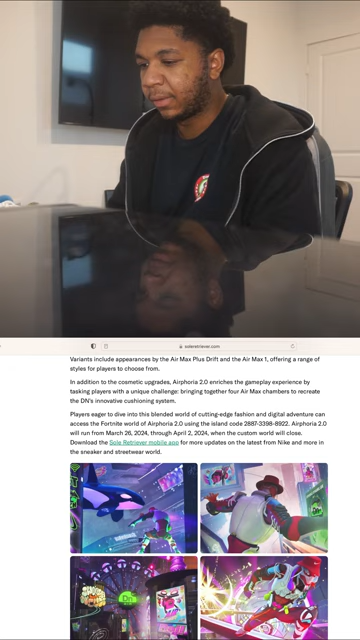 soleretriever.com
Variants include appearances by the Air Max Plus Drift and the Air Max 1, offering a range of
styles for players to choose from.
In addition to the cosmetic upgrades, Airphoria 2.0 enriches the gameplay experience by
tasking players with a unique challenge: bringing together four Air Max chambers to recreate
the DN's innovative cushioning system.
Players eager to dive into this blended world of cutting-edge fashion and digital adventure can
access the Fortnite world of Airphoria 2.0 using the island code 2887-3398-8922. Airphoria 2.0
will run from March 26, 2024, through April 2, 2024, when the custom world will close.
Download the Sole Retriever mobile app for more updates on the latest from Nike and more in
the sneaker and streetwear world.
Dn